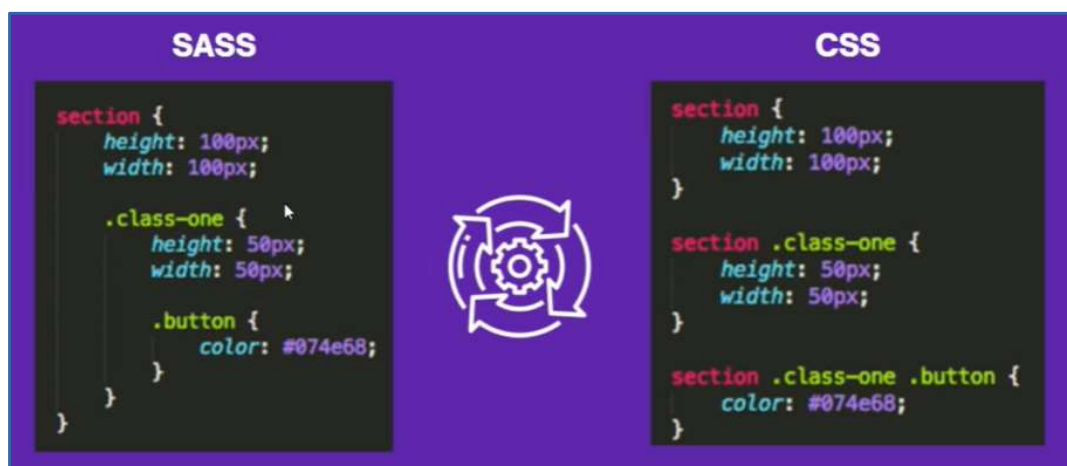 SASS
section {
height: 100px;
width: 100px;
.class-one {
height: 50px;
width: 50px;
.button {
color: #074e68;
}
}
}
CSS
section {
height: 100px;
width: 100px;
}
section .class-one {
height: 50px;
width: 50px;
}
section .class-one .button {
color: #074e68;
}